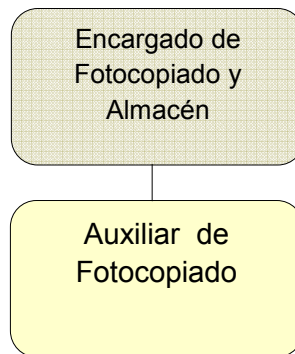 Encargado de
Fotocopiado y
Almacén
Auxiliar de
Fotocopiado